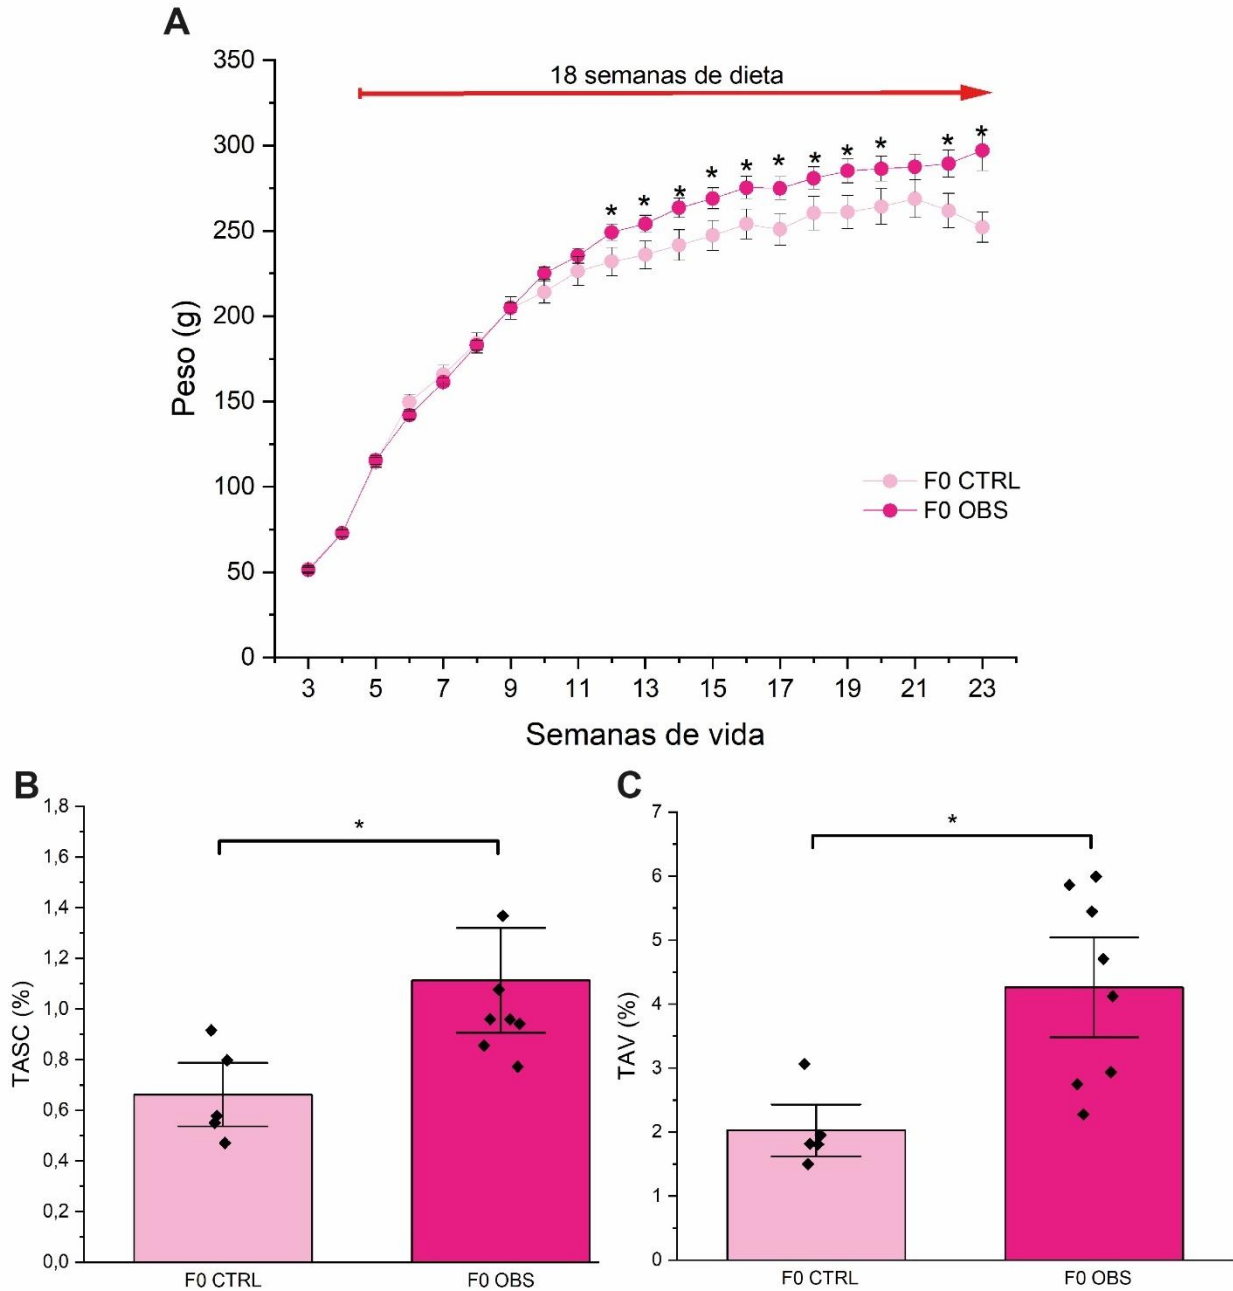 A
350
18 semanas de dieta
300
* * * * * * * * * * *
250
200
150
100
50
0
Peso (g)
F0 CTRL
F0 OBS
3 5 7 9 11 13 15 17 19 21 23
Semanas de vida
B
1,8
1,6
1,4
1,2
1,0
0,8
0,6
0,4
0,2
0,0
TASC (%)
*
F0 CTRL F0 OBS
C
7
6
5
4
3
2
1
0
TAV (%)
*
F0 CTRL F0 OBS